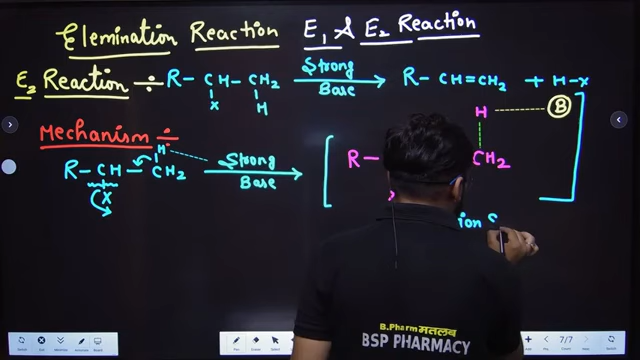 Elemination Reaction E1 & E2 Reaction
E2 Reaction ÷ R-CH-CH2 Strong Base R-CH=CH2 + H-x
x H
H B
Mechanism ÷
R-CH-CH2 Strong Base R- CH2
H
x
ion S
7/7
B.Pharm मतलब
BSP PHARMACY